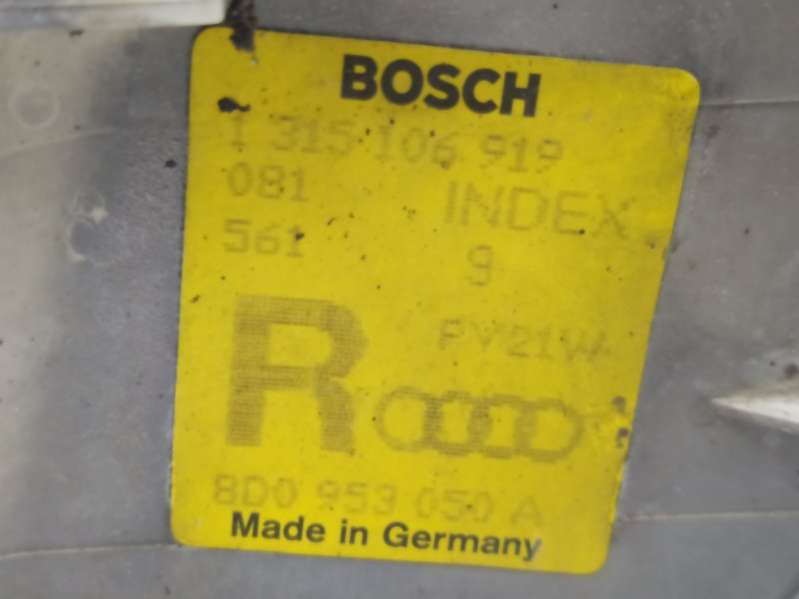 BOSCH
1 315 106 919
081 INDEX
561 9
PY21W
R
8D0 953 050 A
Made in Germany